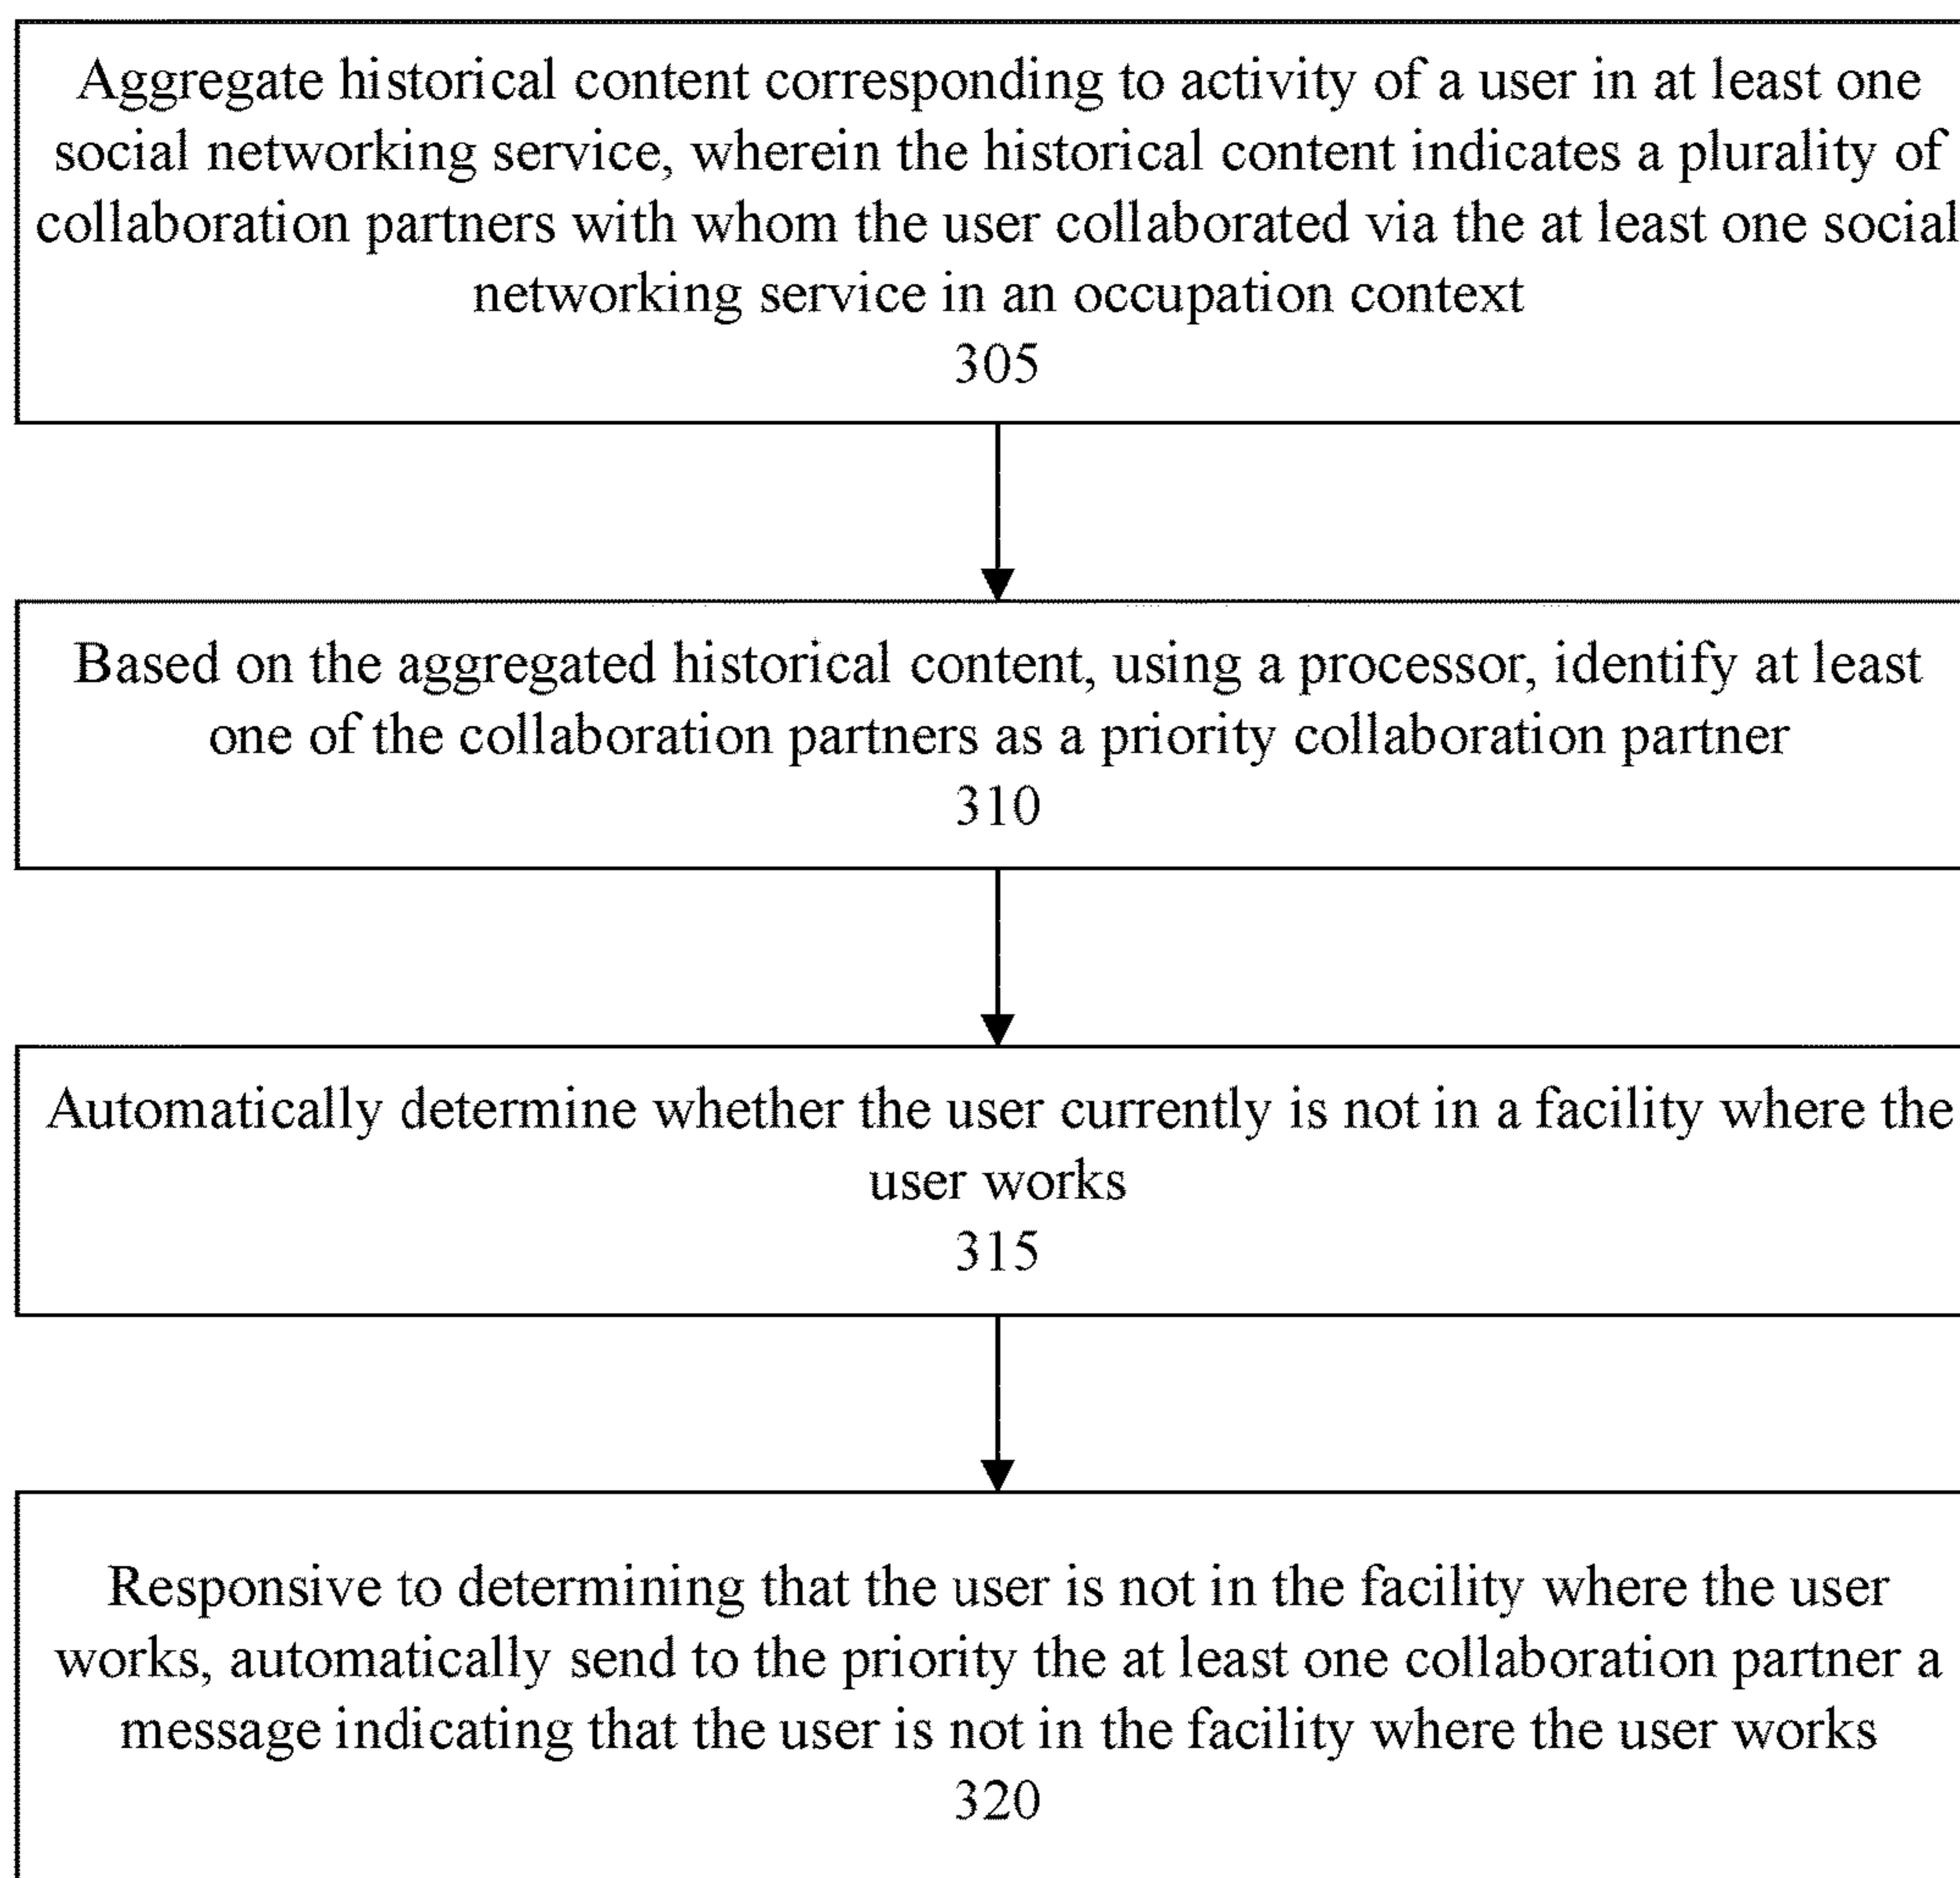 Aggregate historical content corresponding to activity of a user in at least one
social networking service, wherein the historical content indicates a plurality of
collaboration partners with whom the user collaborated via the at least one social
networking service in an occupation context
305
Based on the aggregated historical content, using a processor, identify at least
one of the collaboration partners as a priority collaboration partner
310
Automatically determine whether the user currently is not in a facility where the
user works
315
Responsive to determining that the user is not in the facility where the user
works, automatically send to the priority the at least one collaboration partner a
message indicating that the user is not in the facility where the user works
320